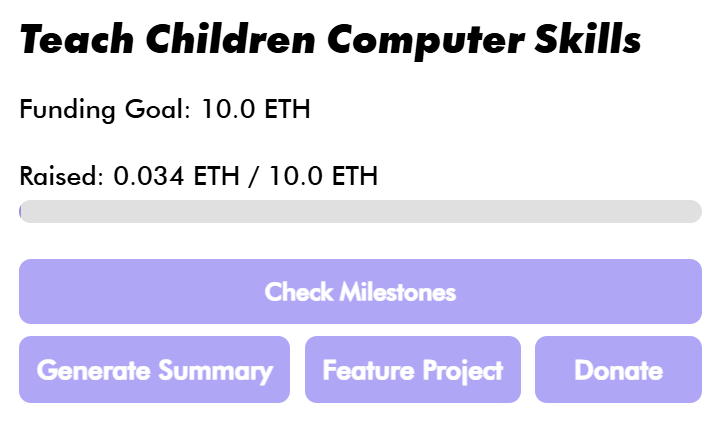 Teach Children Computer Skills
Funding Goal: 10.0 ETH
Raised: 0.034 ETH / 10.0 ETH
Check Milestones
Generate Summary
Feature Project
Donate